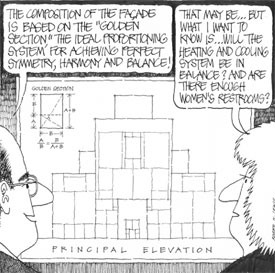 THE COMPOSITION OF THE FAÇADE
IS BASED ON THE "GOLDEN
SECTION" THE IDEAL PROPORTIONING
SYSTEM FOR ACHIEVING PERFECT
SYMMETRY, HARMONY AND BALANCE!
THAT MAY BE... BUT
WHAT I WANT TO
KNOW IS... WILL THE
HEATING AND COOLING
SYSTEM BE IN
BALANCE? AND ARE
THERE ENOUGH
WOMEN'S RESTROOMS?
GOLDEN SECTION
PRINCIPAL ELEVATION